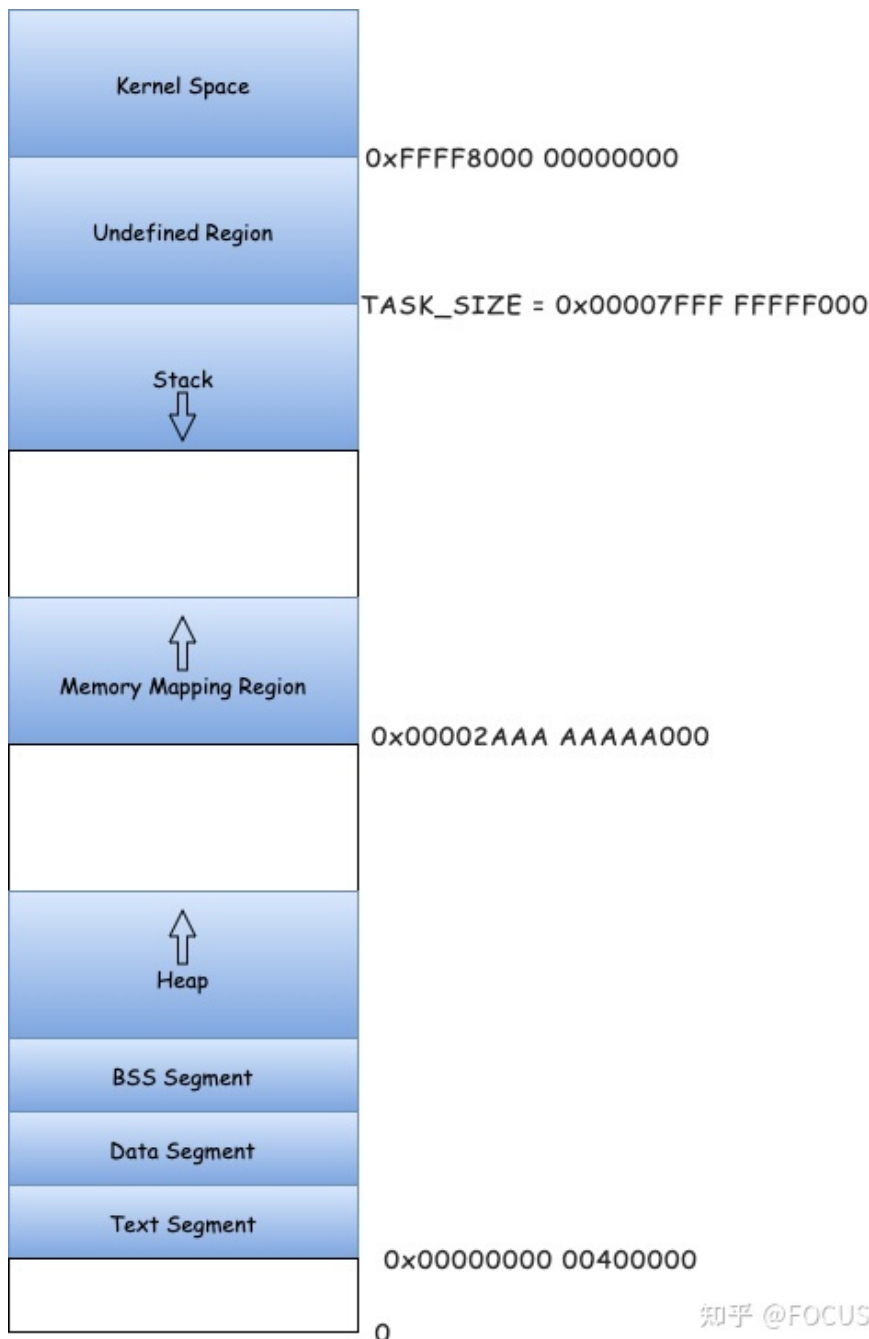 Kernel Space
0xFFFF8000 00000000
Undefined Region
TASK_SIZE = 0x00007FFF FFFFF000
Stack
Memory Mapping Region
0x00002AAA AAAAA000
Heap
BSS Segment
Data Segment
Text Segment
0x00000000 00400000
知乎 @FOCUS
0